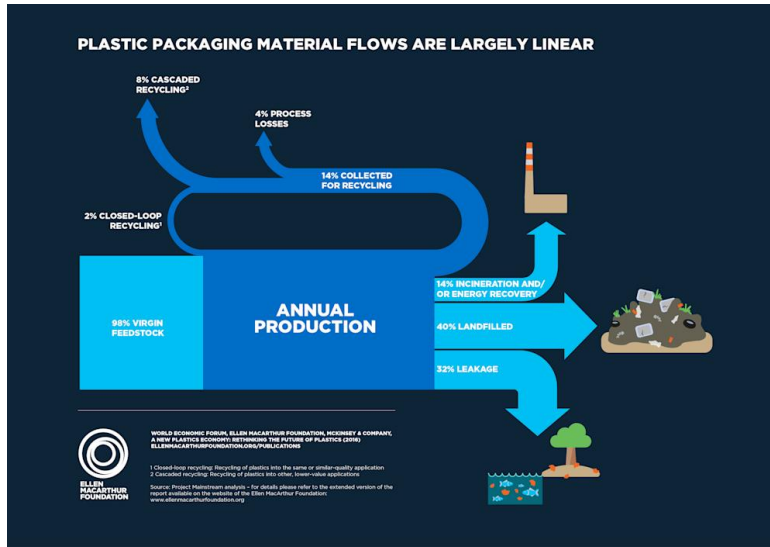 PLASTIC PACKAGING MATERIAL FLOWS ARE LARGELY LINEAR
8% CASCADED
RECYCLING²
4% PROCESS
LOSSES
14% COLLECTED
FOR RECYCLING
2% CLOSED-LOOP
RECYCLING¹
98% VIRGIN
FEEDSTOCK
ANNUAL
PRODUCTION
14% INCINERATION AND/
OR ENERGY RECOVERY
40% LANDFILLED
32% LEAKAGE
ELLEN
MACARTHUR
FOUNDATION
WORLD ECONOMIC FORUM, ELLEN MACARTHUR FOUNDATION, MCKINSEY & COMPANY,
A NEW PLASTICS ECONOMY: RETHINKING THE FUTURE OF PLASTICS (2016)
ELLENMACARTHURFOUNDATION.ORG/PUBLICATIONS
1 Closed-loop recycling: Recycling of plastics into the same or similar-quality application
2 Cascaded recycling: Recycling of plastics into other, lower-value applications
Source: Project Mainstream analysis – for details please refer to the extended version of the
report available on the website of the Ellen MacArthur Foundation:
www.ellenmacarthurfoundation.org